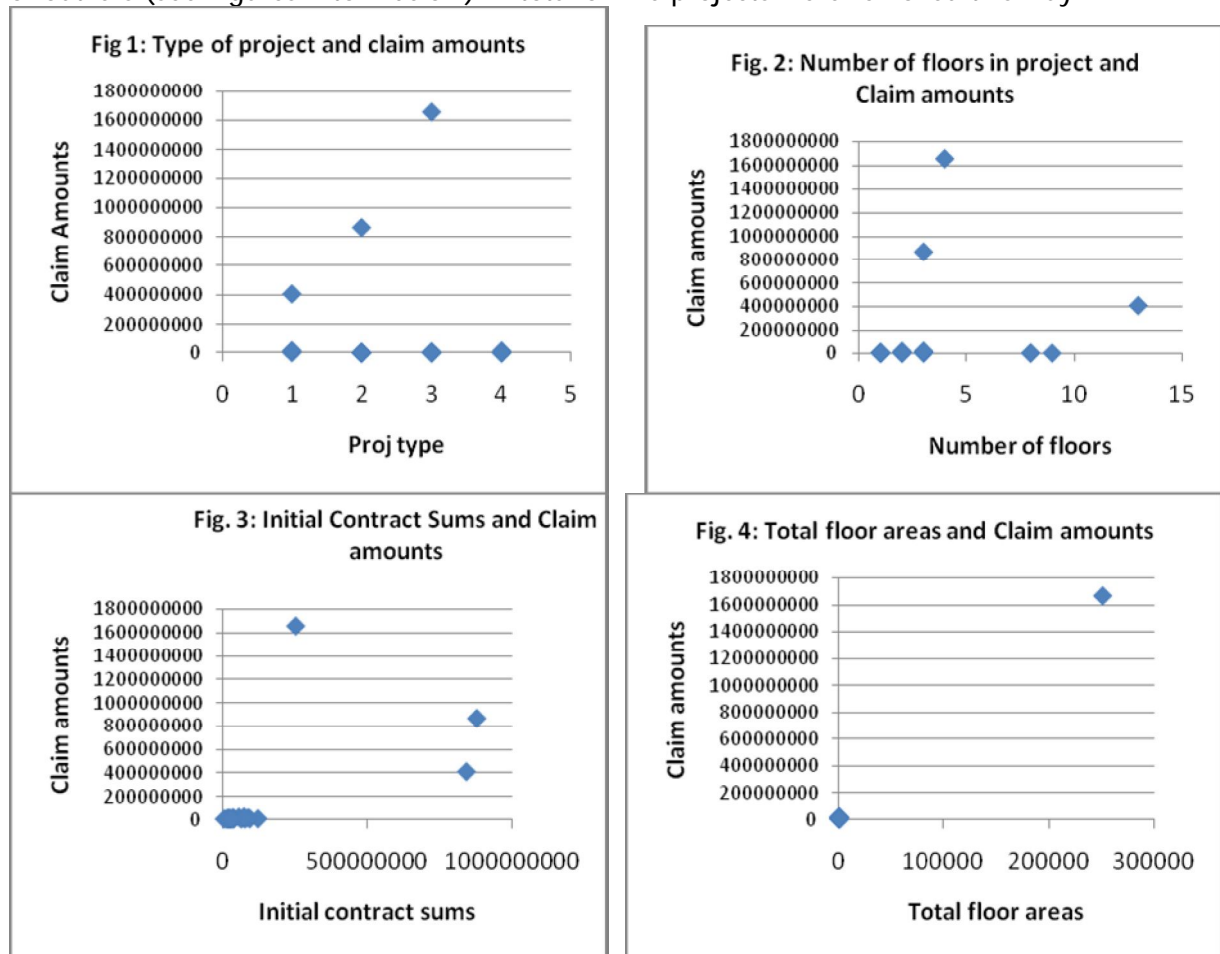 Fig 1: Type of project and claim amounts
1800000000
1600000000
1400000000
1200000000
1000000000
800000000
600000000
400000000
200000000
0
0 1 2 3 4 5
Claim Amounts
Proj type
Fig. 2: Number of floors in project and
Claim amounts
1800000000
1600000000
1400000000
1200000000
1000000000
800000000
600000000
400000000
200000000
0
0 5 10 15
Claim amounts
Number of floors
Fig. 3: Initial Contract Sums and Claim
amounts
1800000000
1600000000
1400000000
1200000000
1000000000
800000000
600000000
400000000
200000000
0
0 500000000 1000000000
Claim amounts
Initial contract sums
Fig. 4: Total floor areas and Claim amounts
1800000000
1600000000
1400000000
1200000000
1000000000
800000000
600000000
400000000
200000000
0
0 100000 200000 300000
Claim amounts
Total floor areas